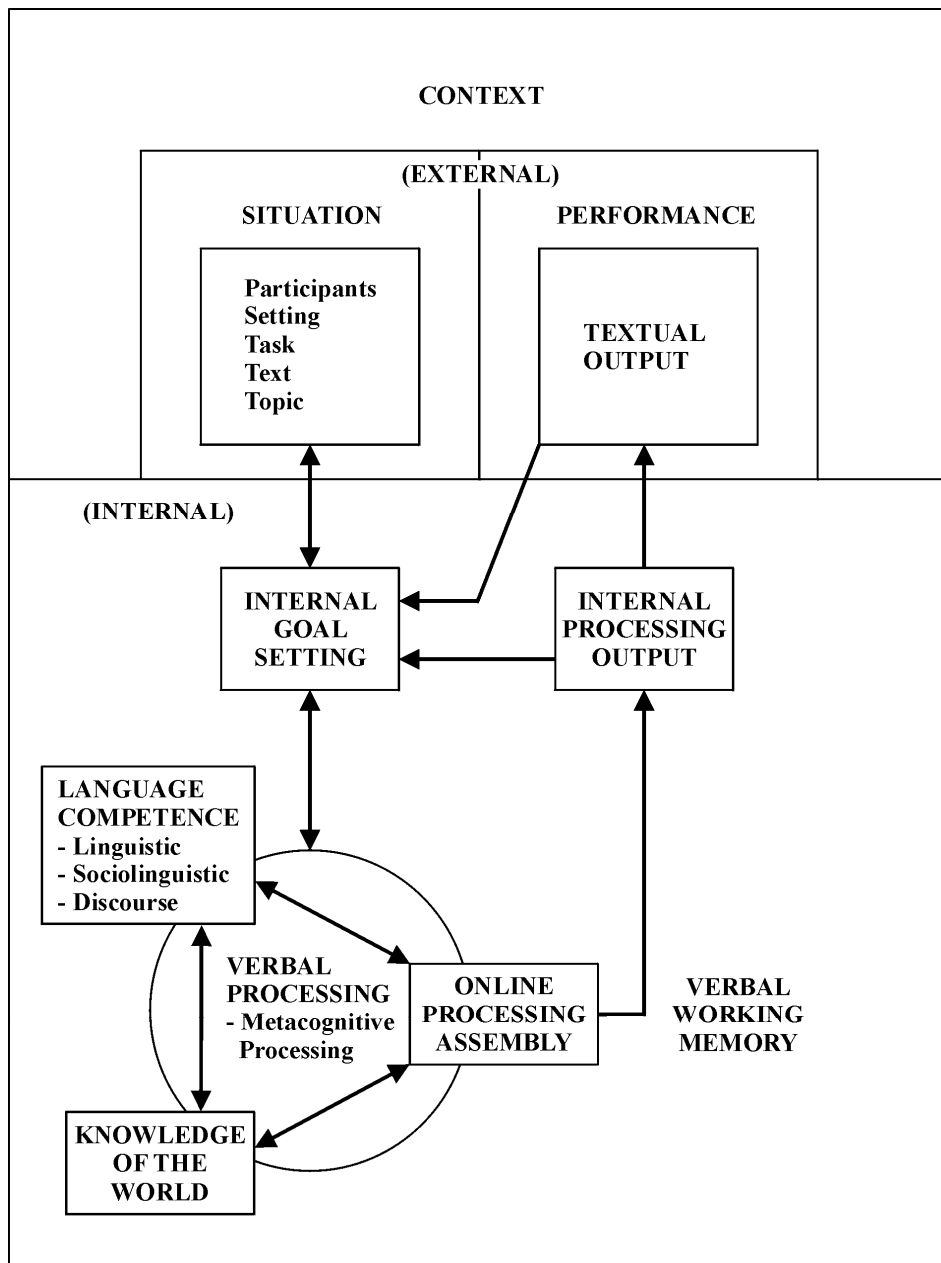 CONTEXT
(EXTERNAL)
SITUATION
Participants
Setting
Task
Text
Topic
PERFORMANCE
TEXTUAL
OUTPUT
(INTERNAL)
INTERNAL
GOAL
SETTING
INTERNAL
PROCESSING
OUTPUT
LANGUAGE
COMPETENCE
- Linguistic
- Sociolinguistic
- Discourse
VERBAL
PROCESSING
- Metacognitive
Processing
ONLINE
PROCESSING
ASSEMBLY
VERBAL
WORKING
MEMORY
KNOWLEDGE
OF THE
WORLD